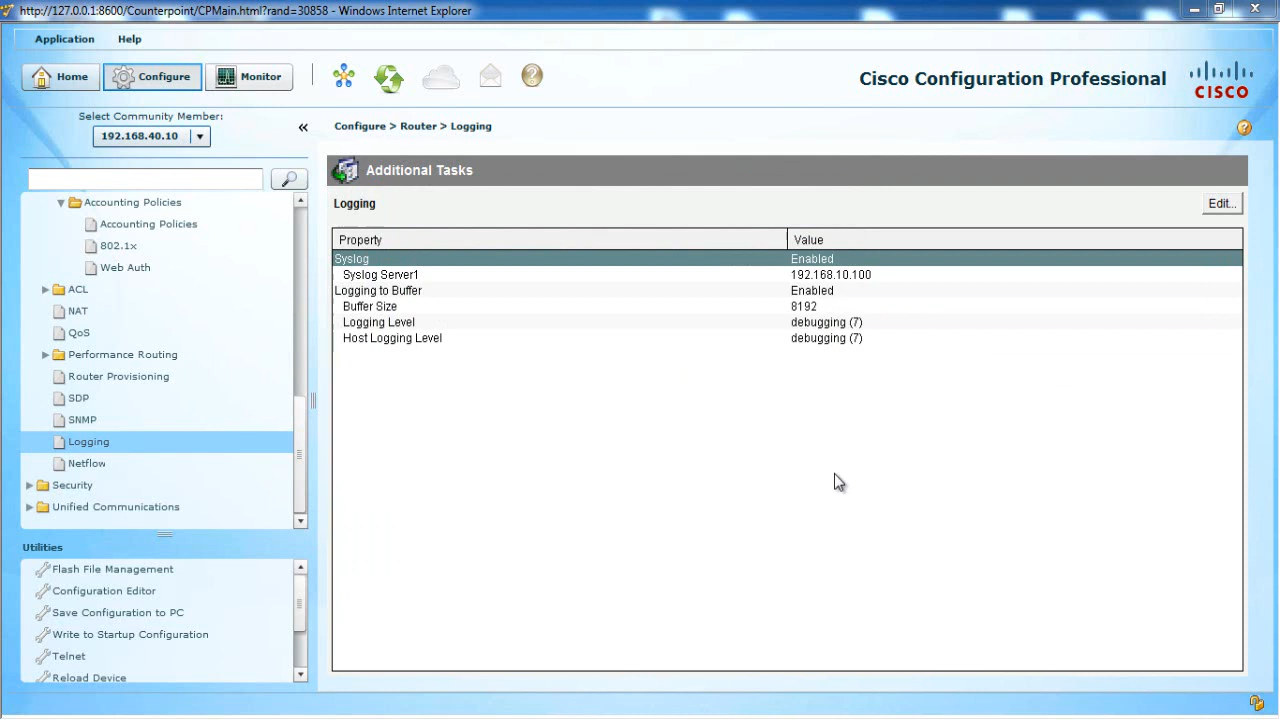 http://127.0.0.1:8600/Counterpoint/CPMain.html?rand=30858 - Windows Internet Explorer
Application Help
Home Configure Monitor
Cisco Configuration Professional
CISCO
Select Community Member:
192.168.40.10
«
Configure > Router > Logging
Accounting Policies
Accounting Policies
802.1x
Web Auth
ACL
NAT
QoS
Performance Routing
Router Provisioning
SDP
SNMP
Logging
Netflow
Security
Unified Communications
Utilities
Flash File Management
Configuration Editor
Save Configuration to PC
Write to Startup Configuration
Telnet
Reload Device
Additional Tasks
Logging
Edit...
Property Value
Syslog Enabled
Syslog Server1 192.168.10.100
Logging to Buffer Enabled
Buffer Size 8192
Logging Level debugging (7)
Host Logging Level debugging (7)